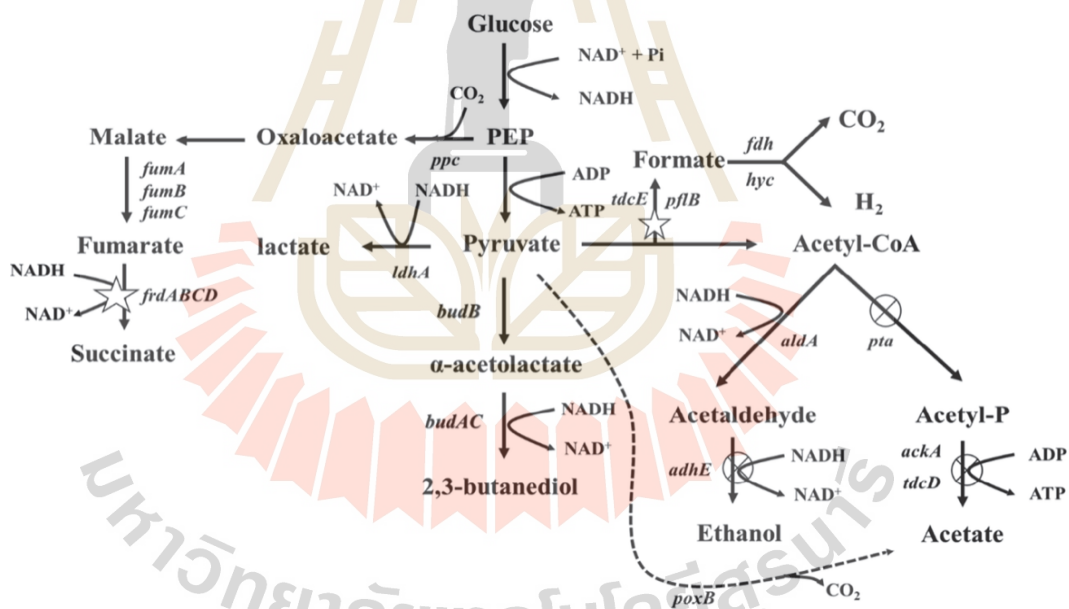 Glucose
NAD⁺ + Pi
NADH
CO₂
Malate
Oxaloacetate
PEP
ppc
fumA
fumB
fumC
ADP
ATP
Formate
fdh
hyc
CO₂
H₂
tdcE
pflB
NAD⁺
NADH
Fumarate
lactate
ldhA
Pyruvate
Acetyl-CoA
NADH
NAD⁺
frdABCD
Succinate
budB
α-acetolactate
NADH
NAD⁺
aldA
pta
budAC
NADH
NAD⁺
2,3-butanediol
Acetaldehyde
Acetyl-P
adhE
NADH
NAD⁺
ackA
tdcD
ADP
ATP
Ethanol
Acetate
poxB
CO₂